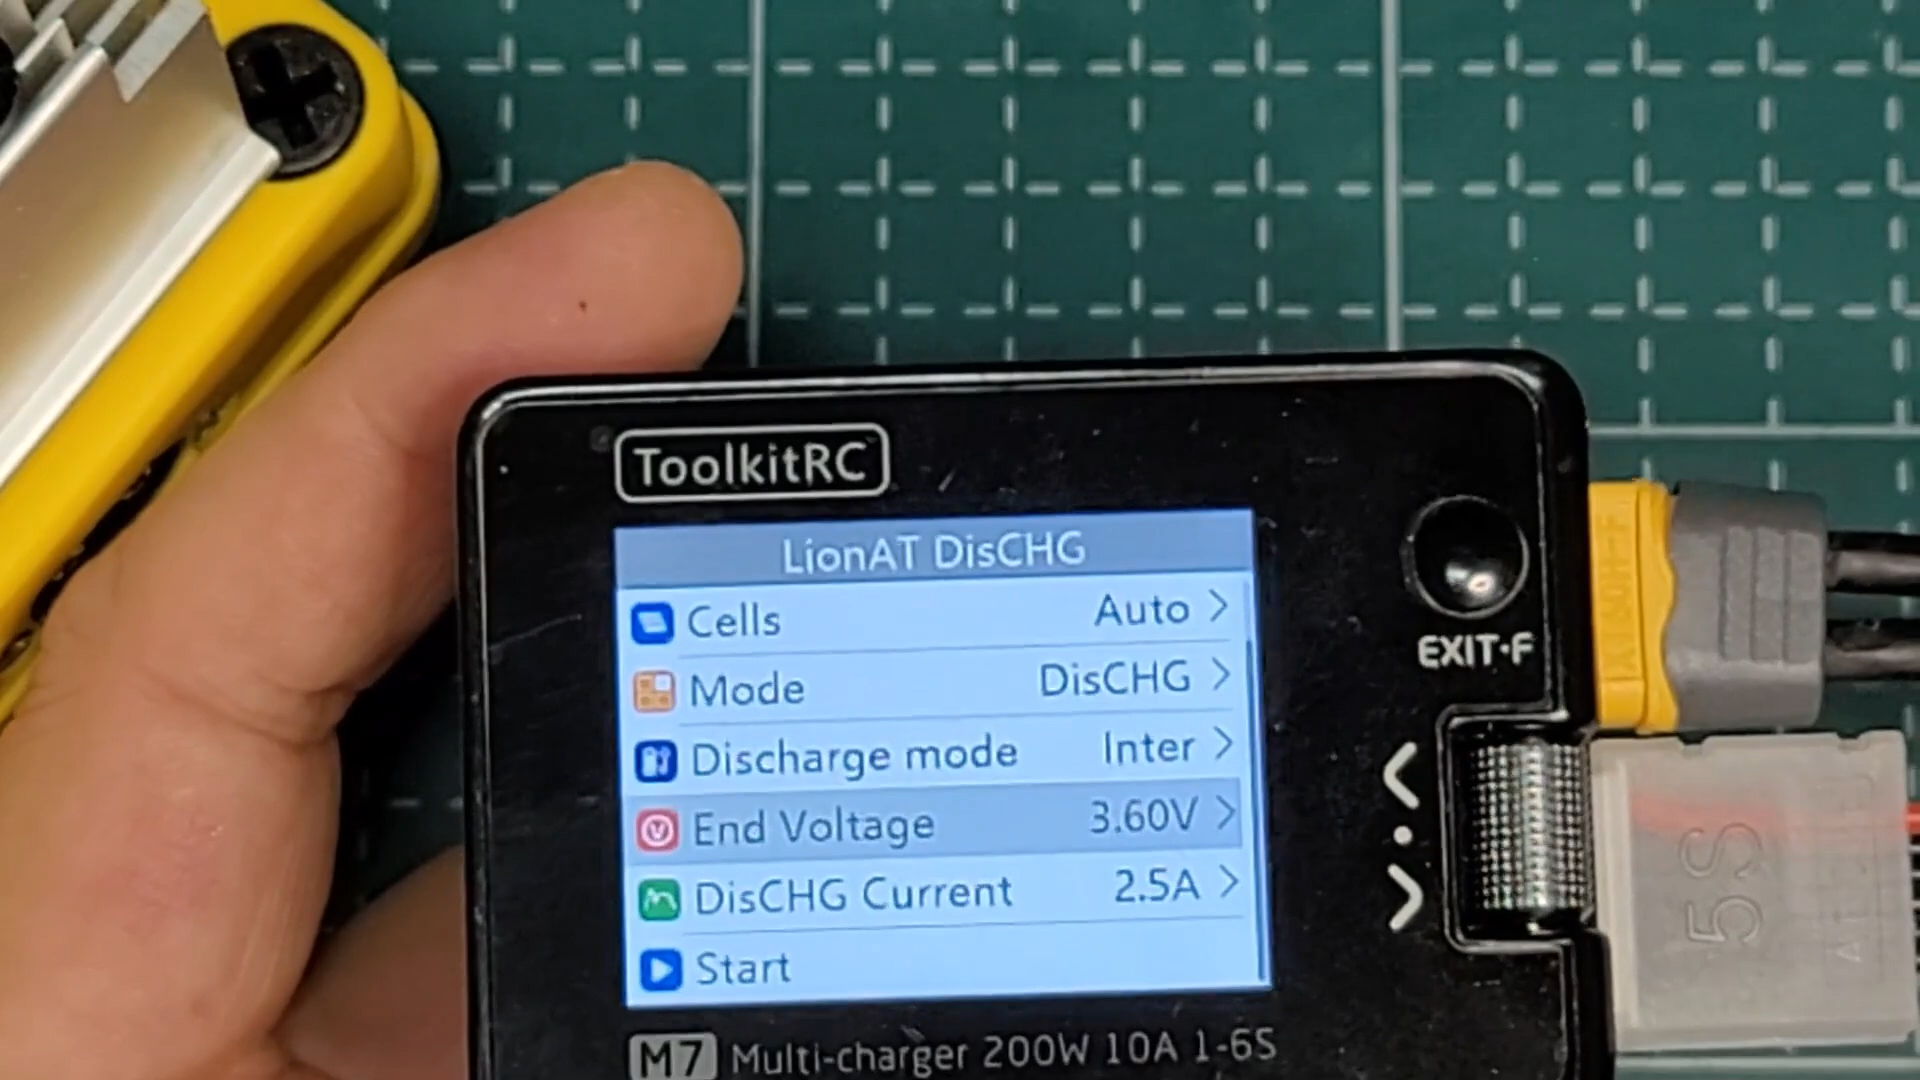 ToolkitRC
LionAT DisCHG
Cells Auto >
Mode DisCHG >
Discharge mode Inter >
End Voltage 3.60V >
DisCHG Current 2.5A >
Start
EXIT·F
5S
M7 Multi-charger 200W 10A 1-6S